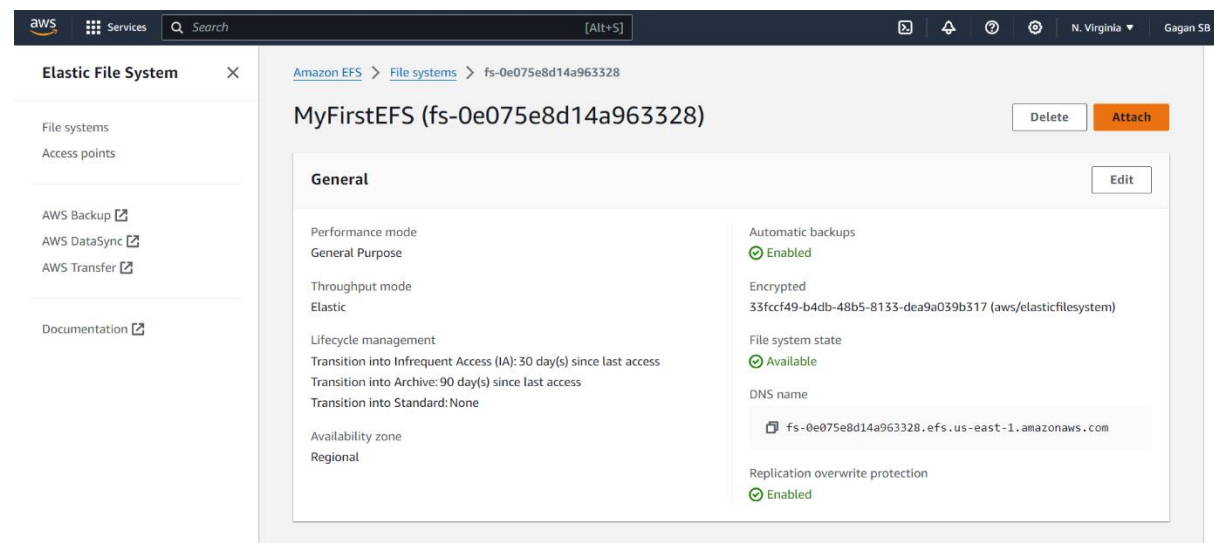 aws Services Search [Alt+S] N. Virginia Gagan SB
Elastic File System
File systems
Access points
AWS Backup
AWS DataSync
AWS Transfer
Documentation
Amazon EFS > File systems > fs-0e075e8d14a963328
MyFirstEFS (fs-0e075e8d14a963328)
Delete Attach
General
Edit
Performance mode
General Purpose
Throughput mode
Elastic
Lifecycle management
Transition into Infrequent Access (IA): 30 day(s) since last access
Transition into Archive: 90 day(s) since last access
Transition into Standard: None
Availability zone
Regional
Automatic backups
Enabled
Encrypted
33fccf49-b4db-48b5-8133-dea9a039b317 (aws/elasticfilesystem)
File system state
Available
DNS name
fs-0e075e8d14a963328.efs.us-east-1.amazonaws.com
Replication overwrite protection
Enabled